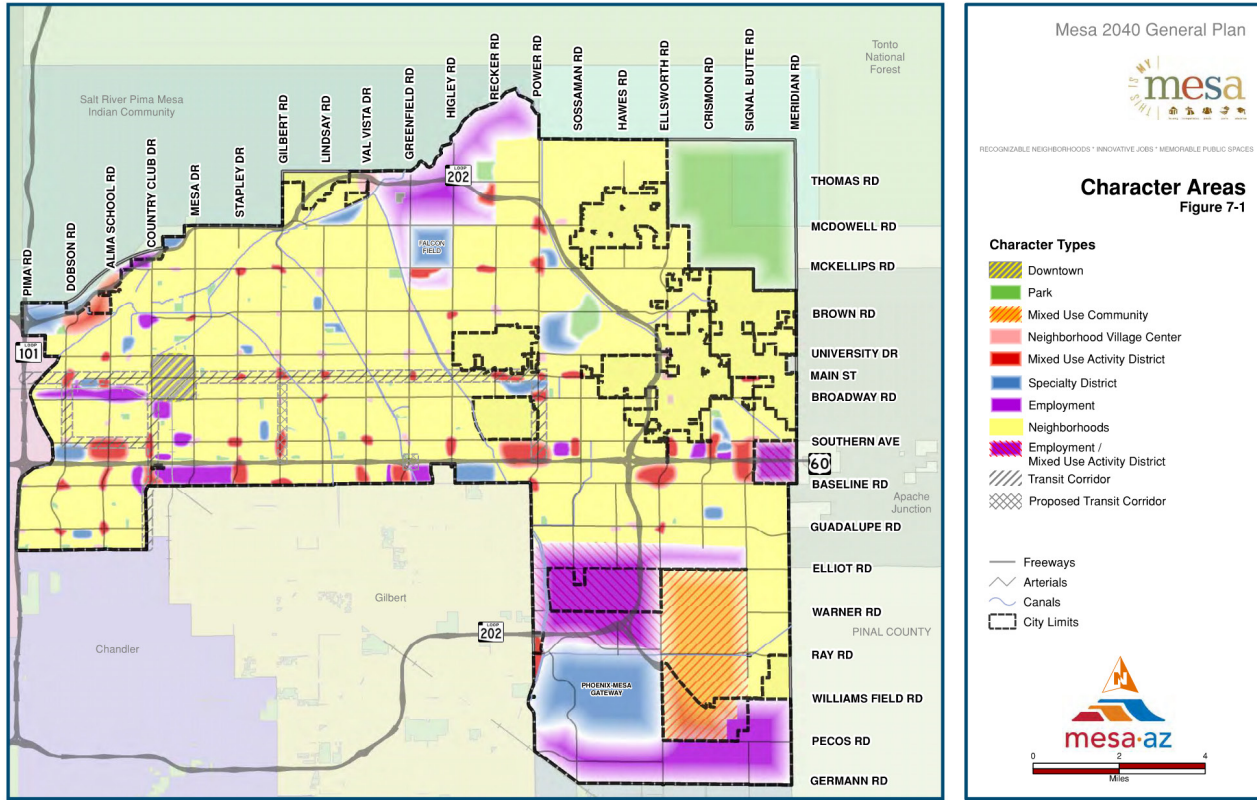 Tonto
National
Forest
Salt River Pima Mesa
Indian Community
PIMA RD
DOBSON RD
ALMA SCHOOL RD
COUNTRY CLUB DR
MESA DR
STAPLEY DR
GILBERT RD
LINDSAY RD
VAL VISTA DR
GREENFIELD RD
HIGLEY RD
RECKER RD
POWER RD
SOSSAMAN RD
HAWES RD
ELLSWORTH RD
CRISMON RD
SIGNAL BUTTE RD
MERIDIAN RD
LOOP
202
THOMAS RD
MCDOWELL RD
FALCON
FIELD
MCKELLIPS RD
BROWN RD
LOOP
101
UNIVERSITY DR
MAIN ST
BROADWAY RD
SOUTHERN AVE
60
BASELINE RD
Apache
Junction
GUADALUPE RD
ELLIOT RD
Gilbert
WARNER RD
LOOP
202
PINAL COUNTY
Chandler
RAY RD
PHOENIX-MESA
GATEWAY
WILLIAMS FIELD RD
PECOS RD
GERMANN RD
Mesa 2040 General Plan
THIS IS MY
mesa
RECOGNIZABLE NEIGHBORHOODS * INNOVATIVE JOBS * MEMORABLE PUBLIC SPACES
Character Areas
Figure 7-1
Character Types
Downtown
Park
Mixed Use Community
Neighborhood Village Center
Mixed Use Activity District
Specialty District
Employment
Neighborhoods
Employment /
Mixed Use Activity District
Transit Corridor
Proposed Transit Corridor
Freeways
Arterials
Canals
City Limits
N
mesa·az
0 2 4
Miles